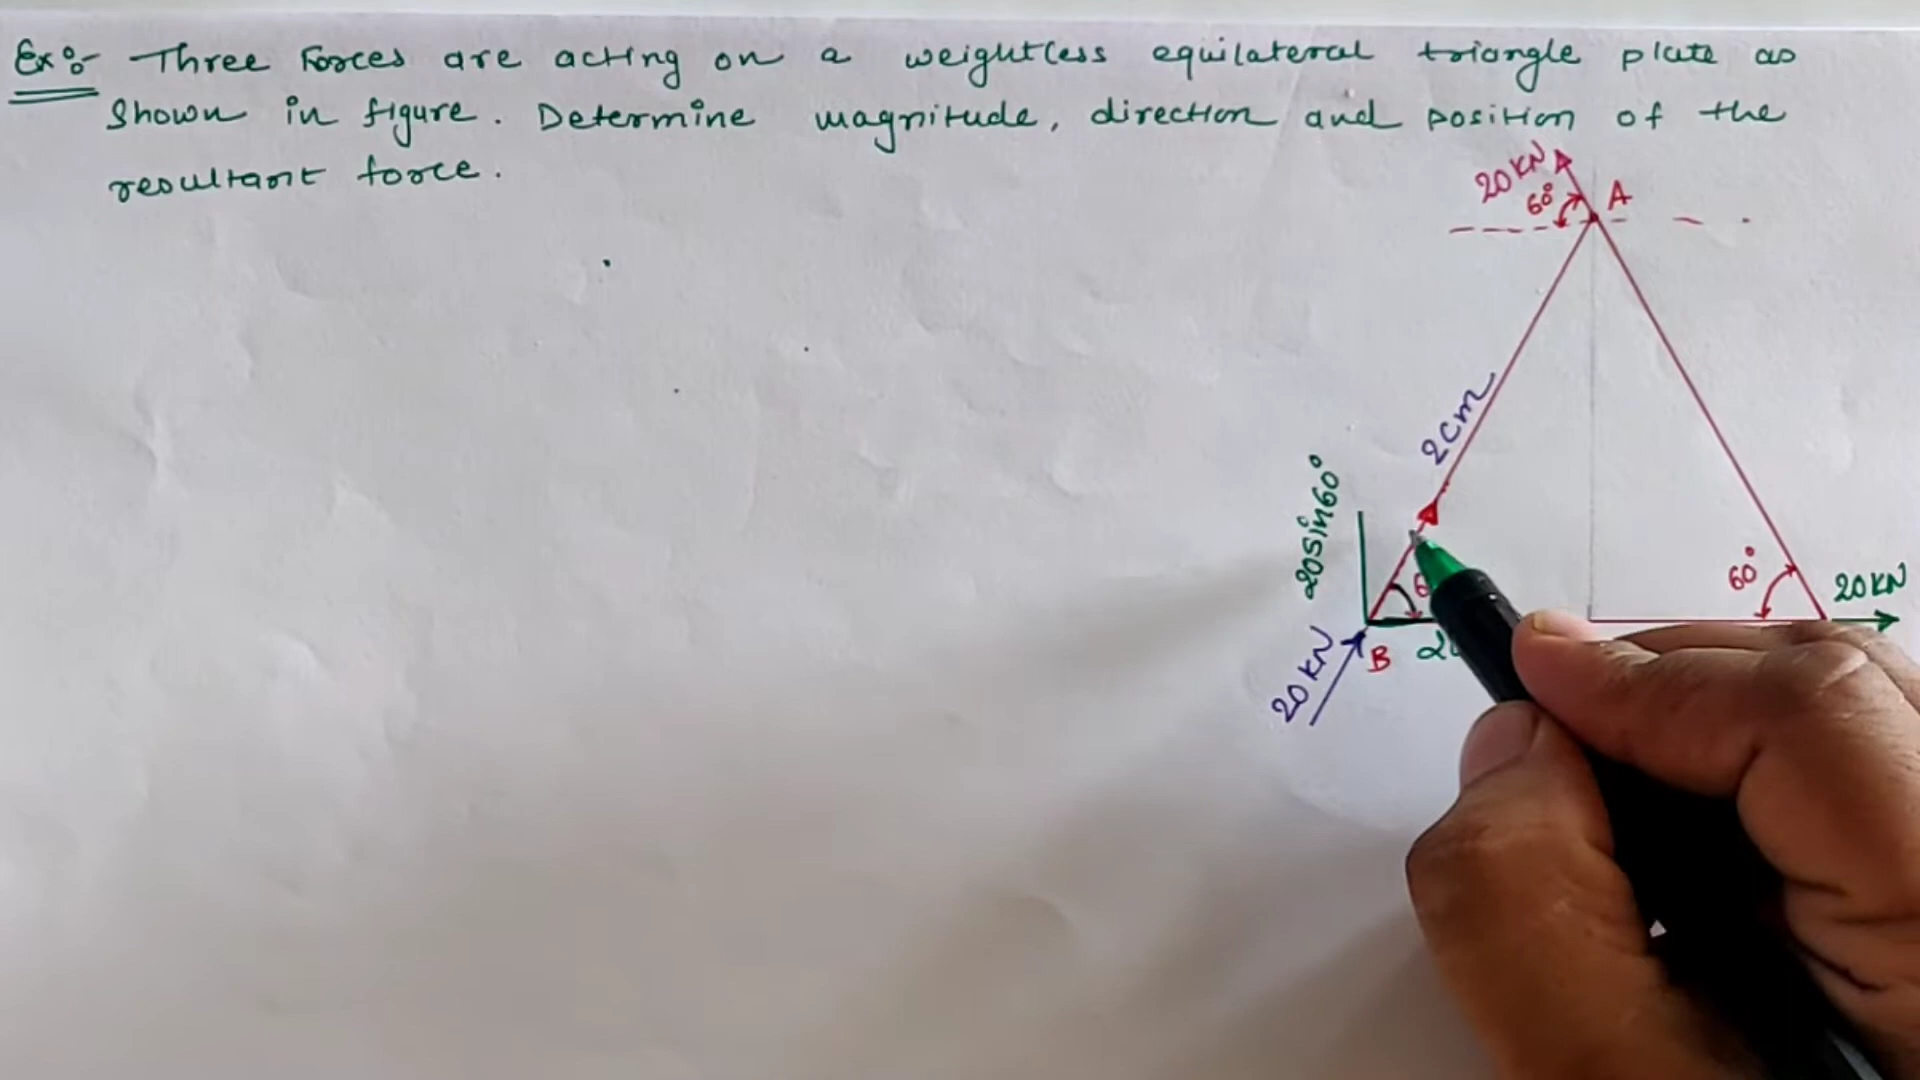 Ex:- Three Forces are acting on a weightless equilateral triangle plate as
shown in figure. Determine magnitude, direction and position of the
resultant force.
20KN
60°
A
2cm
20sin60°
60°
20KN
B
20KN